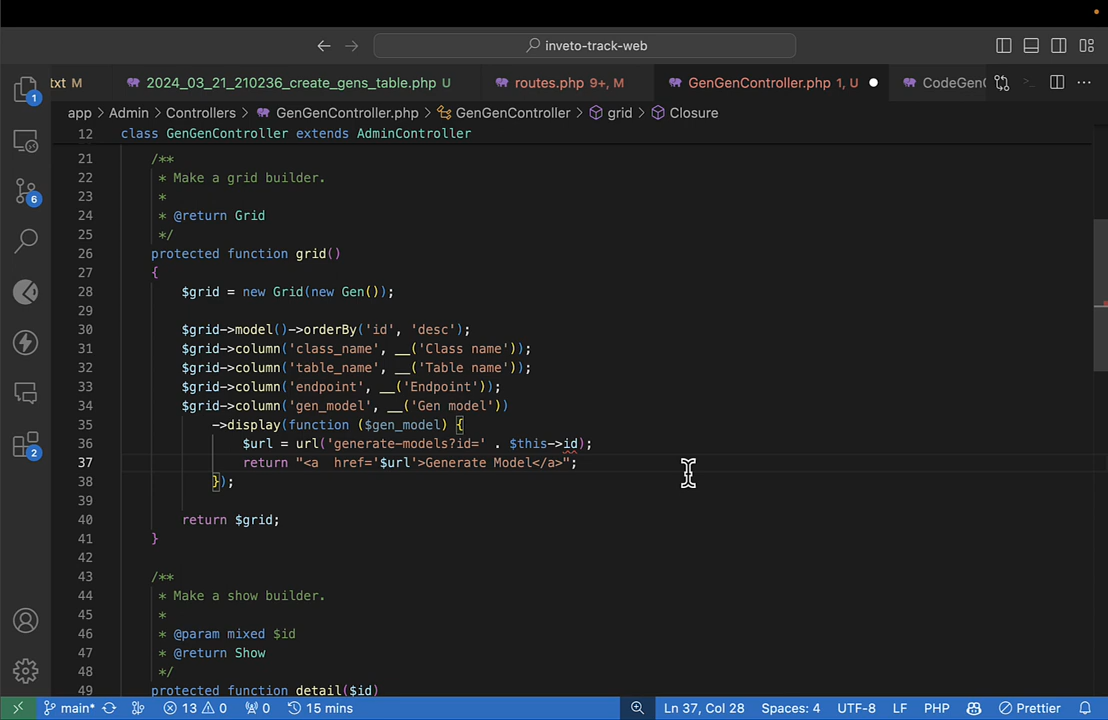 inveto-track-web
txt M
2024_03_21_210236_create_gens_table.php U
routes.php 9+, M
GenGenController.php 1, U
CodeGenC
app > Admin > Controllers > GenGenController.php > GenGenController > grid > Closure
12 class GenGenController extends AdminController
21 /**
22 * Make a grid builder.
23 *
24 * @return Grid
25 */
26 protected function grid()
27 {
28 $grid = new Grid(new Gen());
29
30 $grid->model()->orderBy('id', 'desc');
31 $grid->column('class_name', __('Class name'));
32 $grid->column('table_name', __('Table name'));
33 $grid->column('endpoint', __('Endpoint'));
34 $grid->column('gen_model', __('Gen model'))
35 ->display(function ($gen_model) {
36 $url = url('generate-models?id=' . $this->id);
37 return "<a  href='$url'>Generate Model</a>";
38 });
39
40 return $grid;
41 }
42
43 /**
44 * Make a show builder.
45 *
46 * @param mixed $id
47 * @return Show
48 */
49 protected function detail($id)
1
6
2
main* 13 0 0 15 mins Ln 37, Col 28 Spaces: 4 UTF-8 LF PHP Prettier